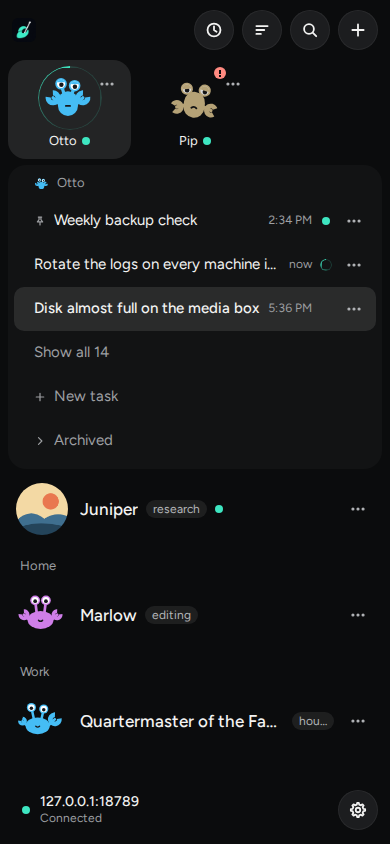 Otto
Pip
Otto
Weekly backup check 2:34 PM
Rotate the logs on every machine i... now
Disk almost full on the media box 5:36 PM
Show all 14
New task
Archived
Juniper research
Home
Marlow editing
Work
Quartermaster of the Fa... hou...
127.0.0.1:18789
Connected